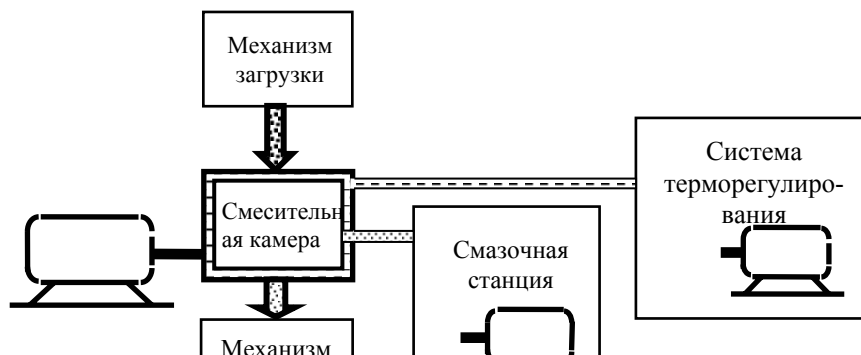 Механизм
загрузки
Система
терморегулиро-
вания
Смесительн
ая камера
Смазочная
станция
Механизм